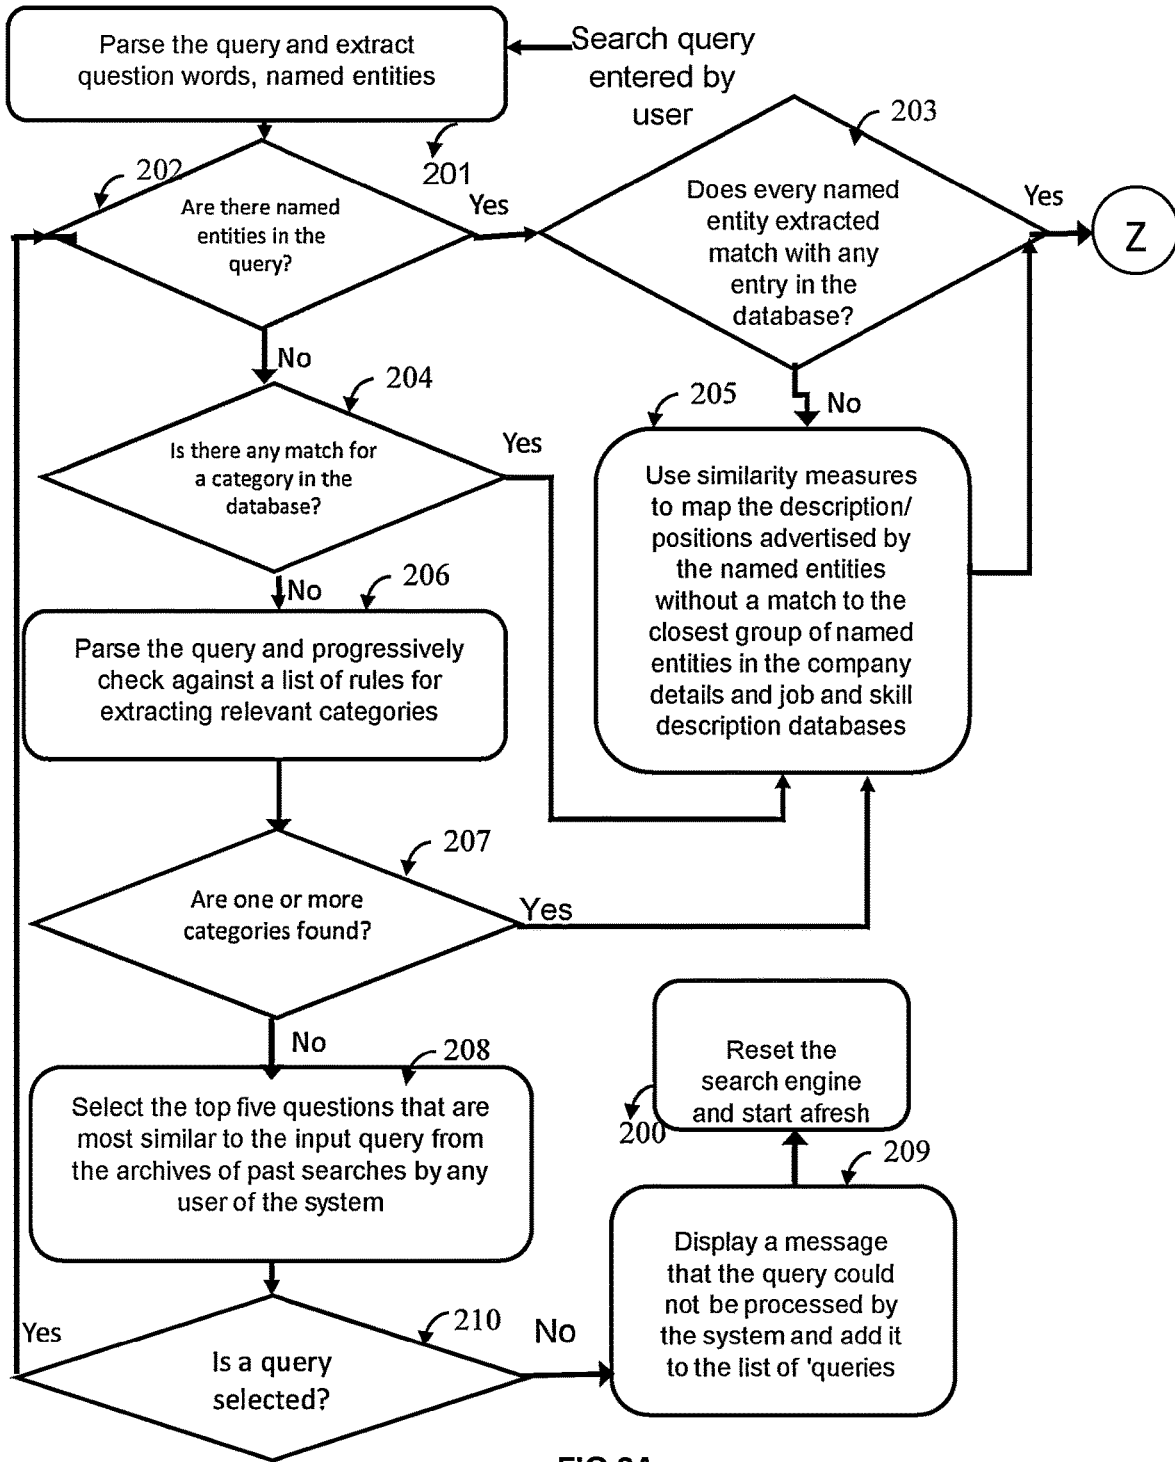 Parse the query and extract
question words, named entities
Search query
entered by
user
201
202
Are there named
entities in the
query?
Yes
203
Does every named
entity extracted
match with any
entry in the
database?
Yes
Z
No
No
204
Is there any match for
a category in the
database?
Yes
205
Use similarity measures
to map the description/
positions advertised by
the named entities
without a match to the
closest group of named
entities in the company
details and job and skill
description databases
No
206
Parse the query and progressively
check against a list of rules for
extracting relevant categories
207
Are one or more
categories found?
Yes
No
208
Select the top five questions that are
most similar to the input query from
the archives of past searches by any
user of the system
Reset the
search engine
and start afresh
200
209
Display a message
that the query could
not be processed by
the system and add it
to the list of 'queries
Yes
210
Is a query
selected?
No